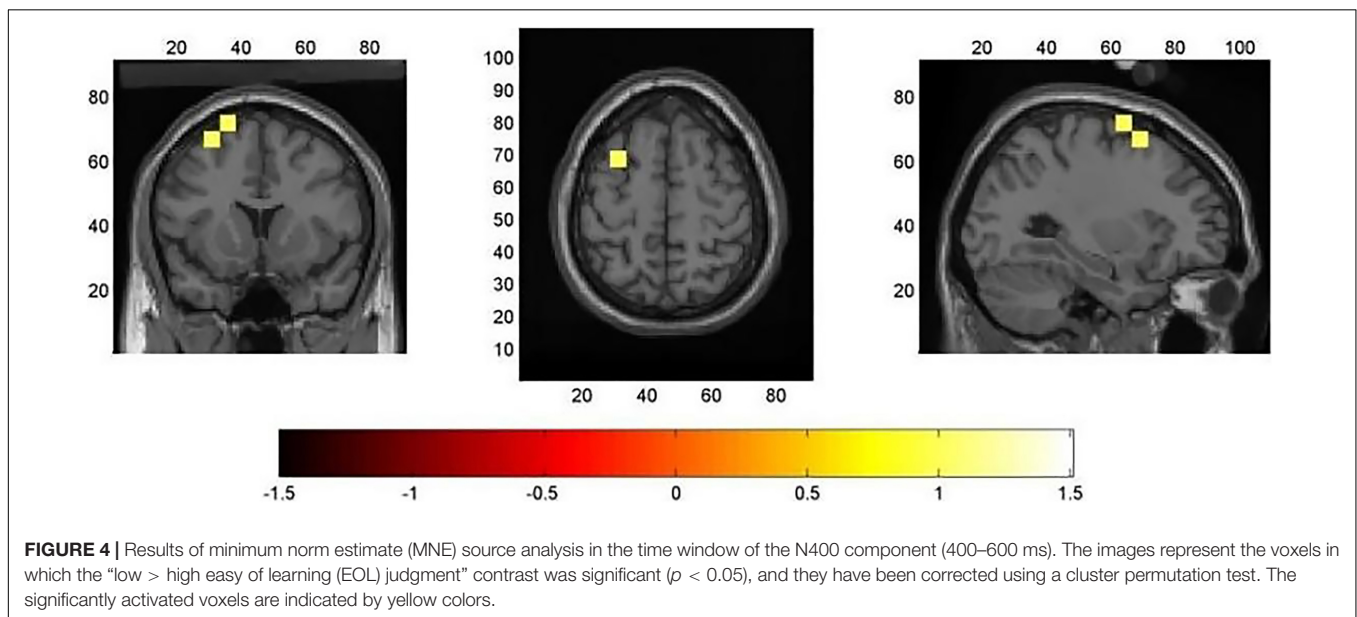 20 40 60 80
80
60
40
20
100
90
80
70
60
50
40
30
20
10
20 40 60 80
20 40 60 80 100
80
60
40
20
-1.5 -1 -0.5 0 0.5 1 1.5
FIGURE 4 | Results of minimum norm estimate (MNE) source analysis in the time window of the N400 component (400–600 ms). The images represent the voxels in
which the “low > high easy of learning (EOL) judgment” contrast was significant (p < 0.05), and they have been corrected using a cluster permutation test. The
significantly activated voxels are indicated by yellow colors.